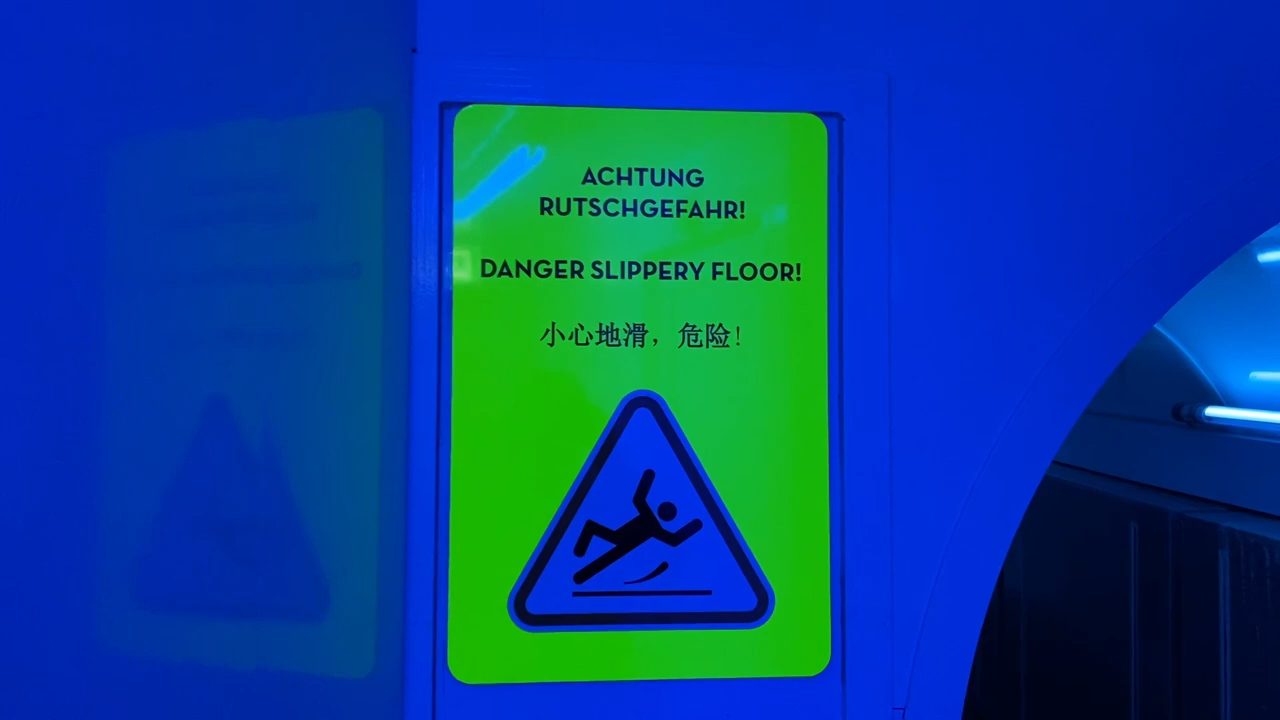 ACHTUNG
RUTSCHGEFAHR!
DANGER SLIPPERY FLOOR!
小心地滑，危险!